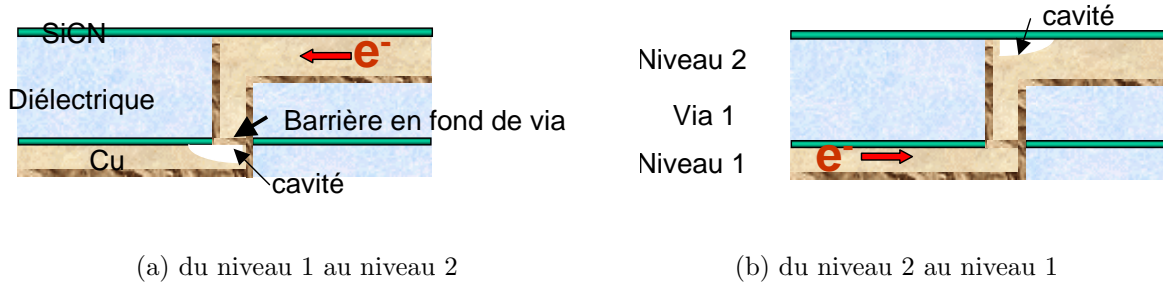 SiCN
e-
Diélectrique
Barrière en fond de via
Cu
cavité
cavité
Niveau 2
Via 1
Niveau 1
e-
(a) du niveau 1 au niveau 2
(b) du niveau 2 au niveau 1